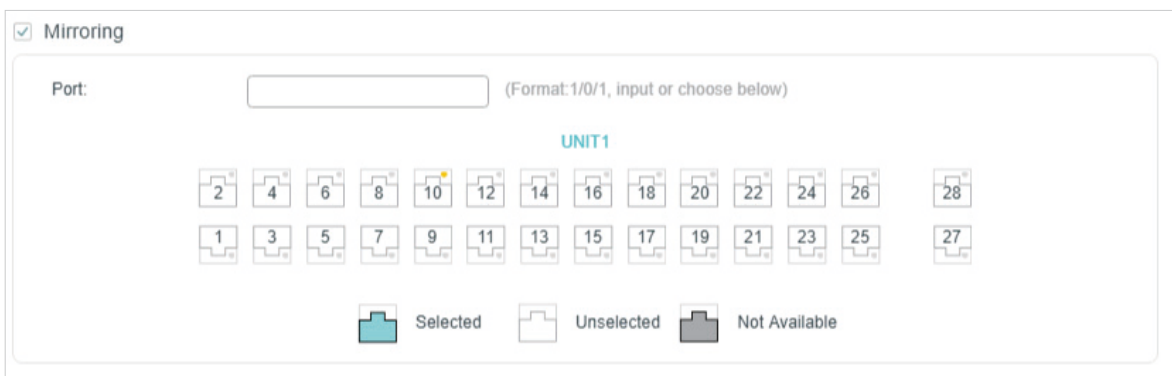 Mirroring
Port: (Format:1/0/1, input or choose below)
UNIT1
2 4 6 8 10 12 14 16 18 20 22 24 26 28
1 3 5 7 9 11 13 15 17 19 21 23 25 27
Selected Unselected Not Available